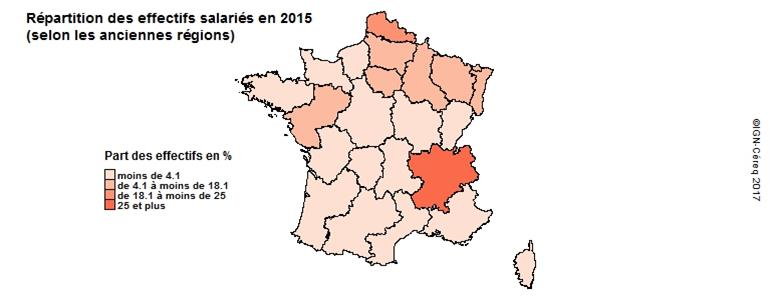 Répartition des effectifs salariés en 2015
(selon les anciennes régions)
Part des effectifs en %
moins de 4.1
de 4.1 à moins de 18.1
de 18.1 à moins de 25
25 et plus
©IGN-Céreq 2017